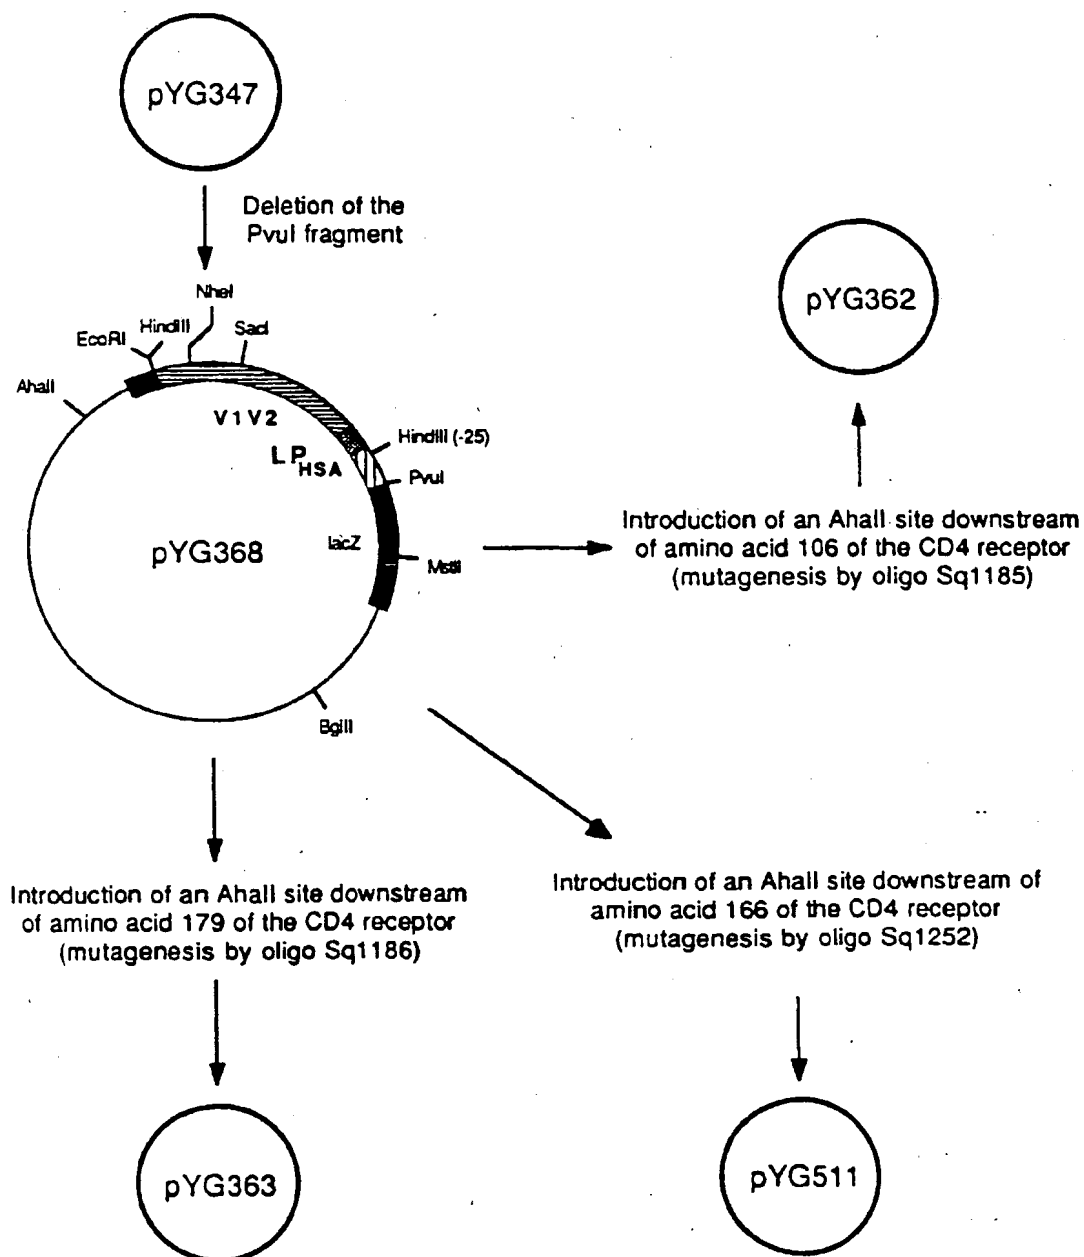 pYG347
Deletion of the
PvuI fragment
NheI
HindIII
SacI
EcoRI
AhaII
V1V2
HindIII (-25)
LP HSA
PvuI
lacZ
pYG368
MstII
BglII
pYG362
Introduction of an AhaII site downstream
of amino acid 106 of the CD4 receptor
(mutagenesis by oligo Sq1185)
Introduction of an AhaII site downstream
of amino acid 179 of the CD4 receptor
(mutagenesis by oligo Sq1186)
Introduction of an AhaII site downstream of
amino acid 166 of the CD4 receptor
(mutagenesis by oligo Sq1252)
pYG363
pYG511